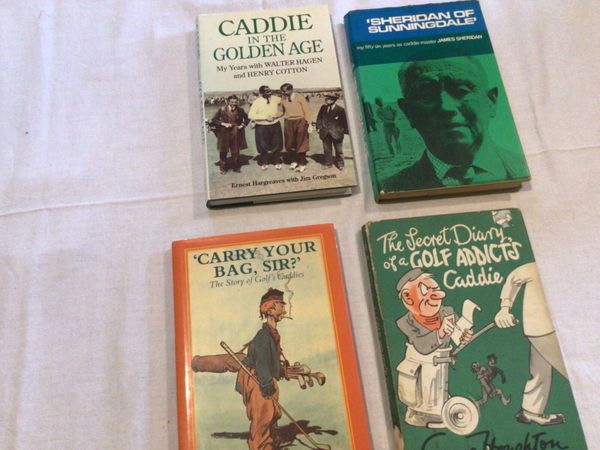 CADDIE
IN THE
GOLDEN AGE
My Years with WALTER HAGEN
and HENRY COTTON
Ernest Hargreaves with Jim Gregson
'SHERIDAN OF
SUNNINGDALE'
my fifty-six years as caddie master JAMES SHERIDAN
'CARRY YOUR
BAG, SIR?'
The Story of Golf's Caddies
The Secret Diary
of a GOLF ADDICT'S
Caddie
Houghton